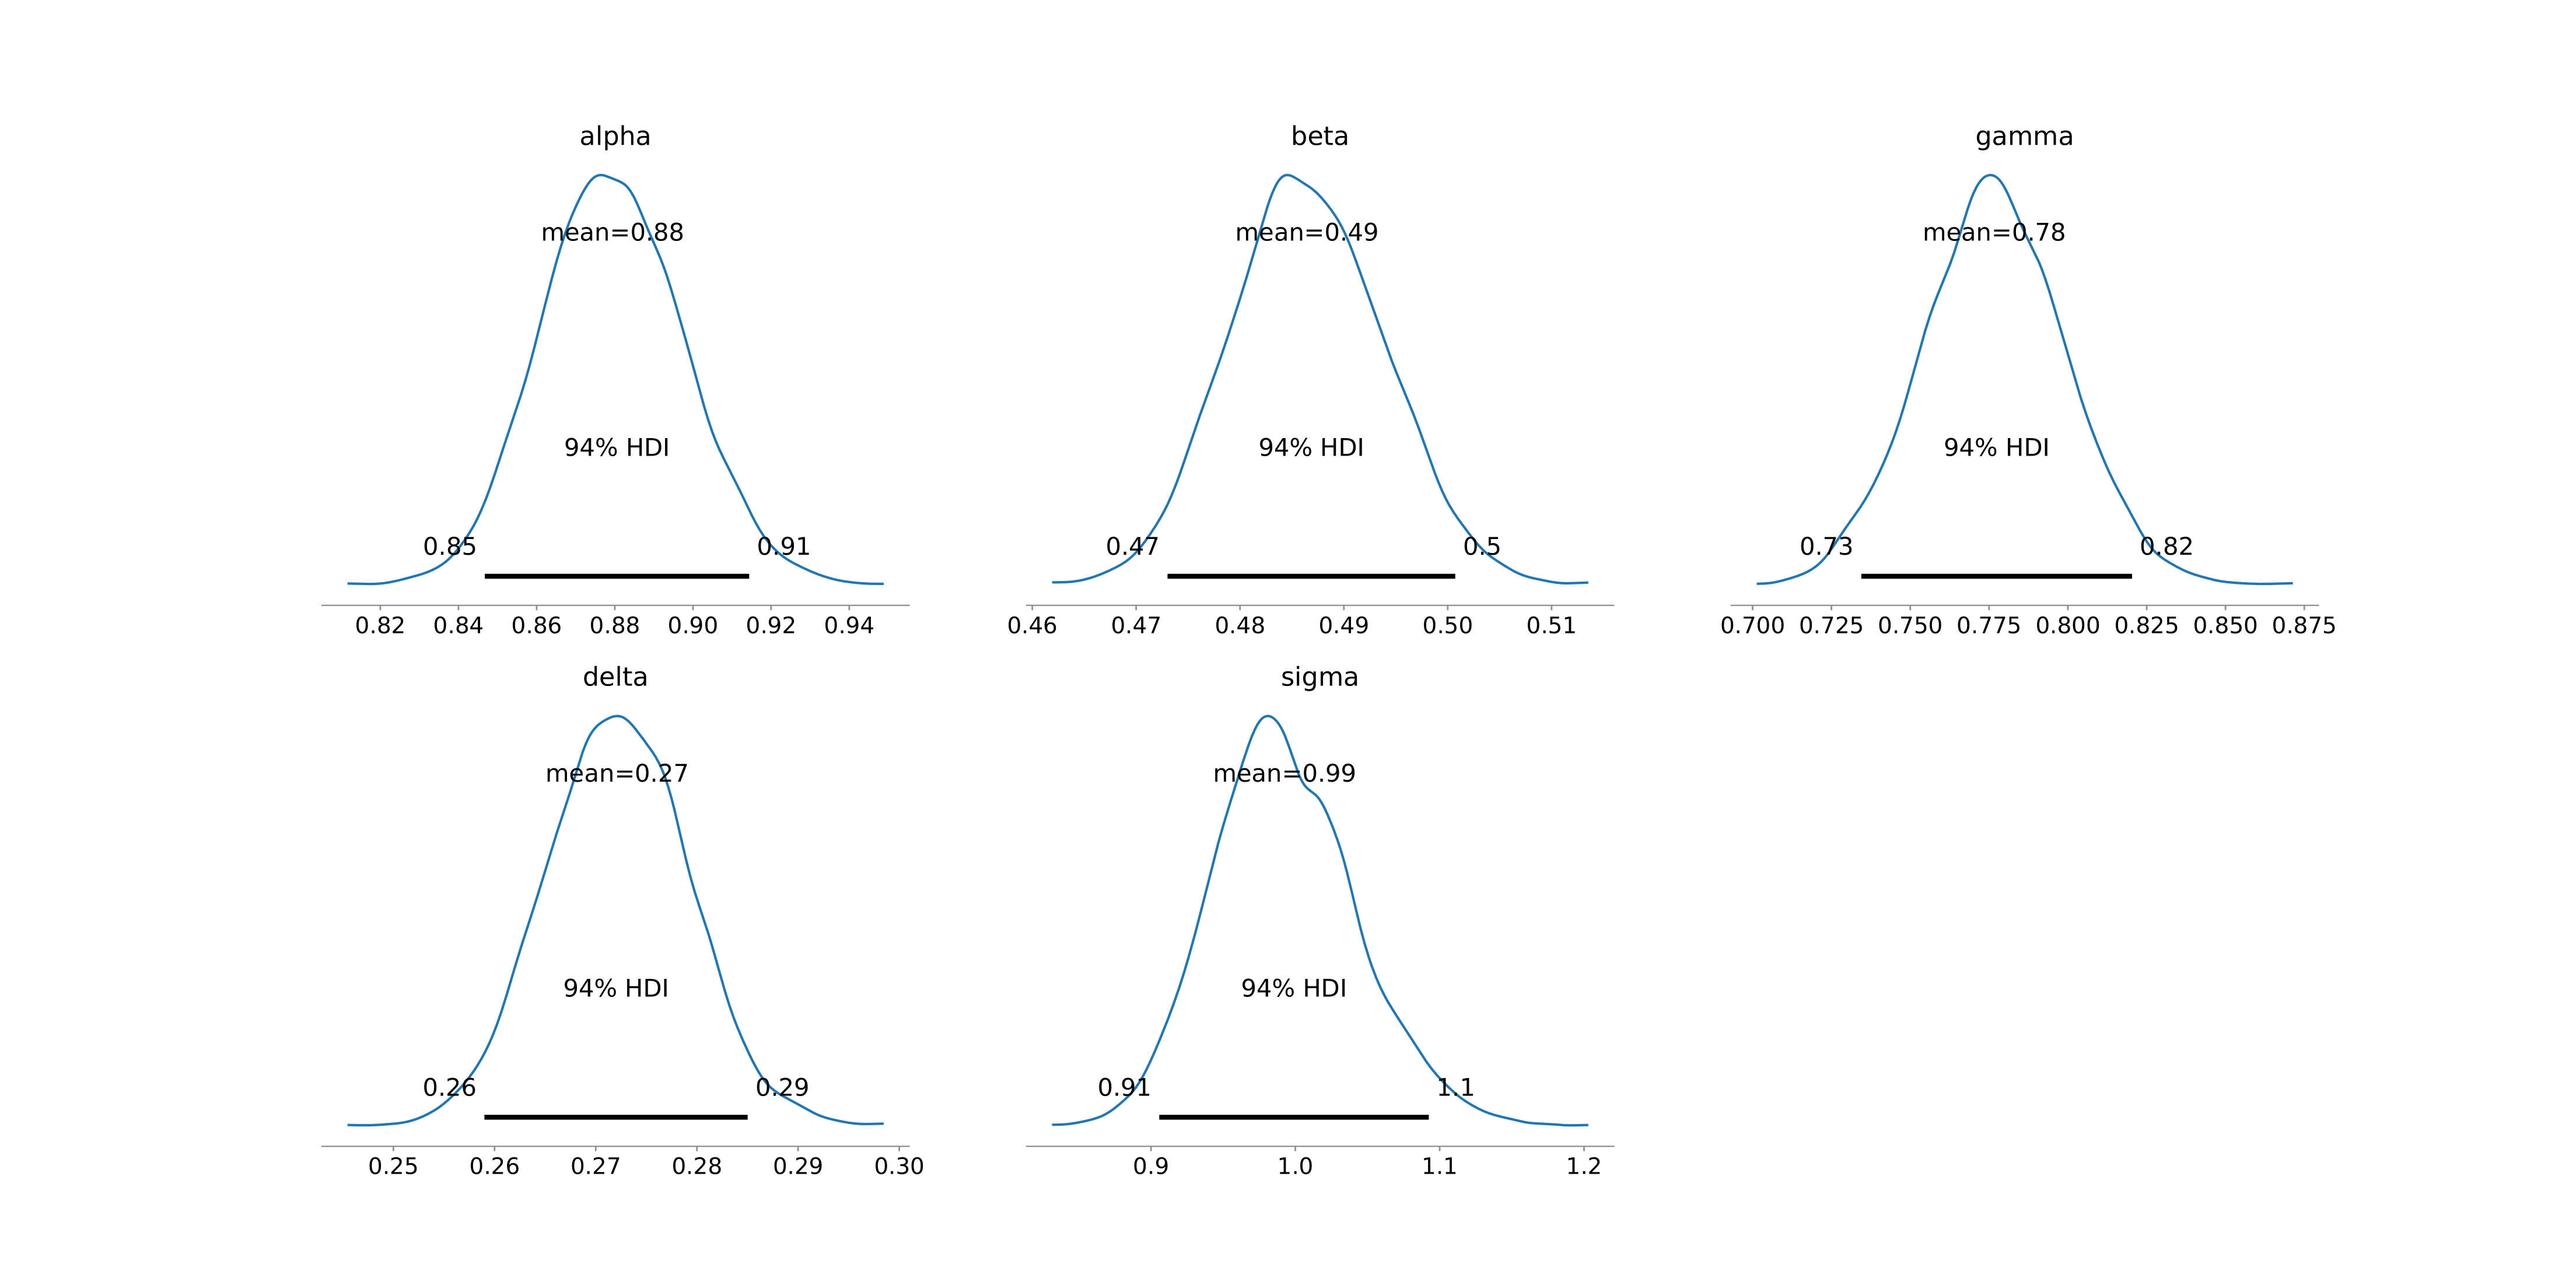 alpha
mean=0.88
94% HDI
0.85 0.91
0.82 0.84 0.86 0.88 0.90 0.92 0.94
beta
mean=0.49
94% HDI
0.47 0.5
0.46 0.47 0.48 0.49 0.50 0.51
gamma
mean=0.78
94% HDI
0.73 0.82
0.700 0.725 0.750 0.775 0.800 0.825 0.850 0.875
delta
mean=0.27
94% HDI
0.26 0.29
0.25 0.26 0.27 0.28 0.29 0.30
sigma
mean=0.99
94% HDI
0.91 1.1
0.9 1.0 1.1 1.2